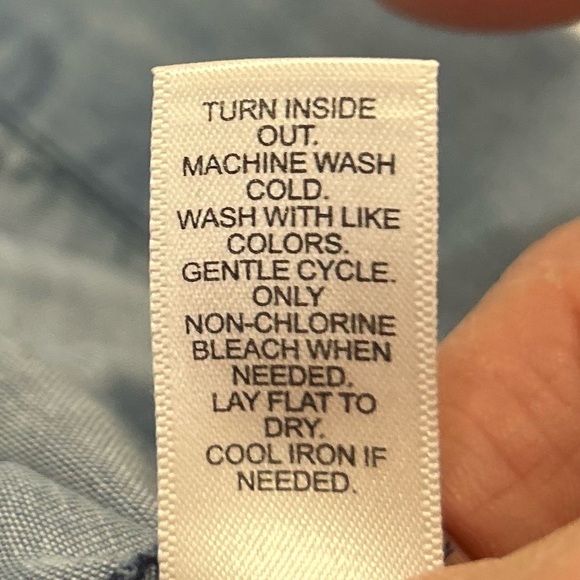 TURN INSIDE
OUT.
MACHINE WASH
COLD.
WASH WITH LIKE
COLORS.
GENTLE CYCLE.
ONLY
NON-CHLORINE
BLEACH WHEN
NEEDED.
LAY FLAT TO
DRY.
COOL IRON IF
NEEDED.